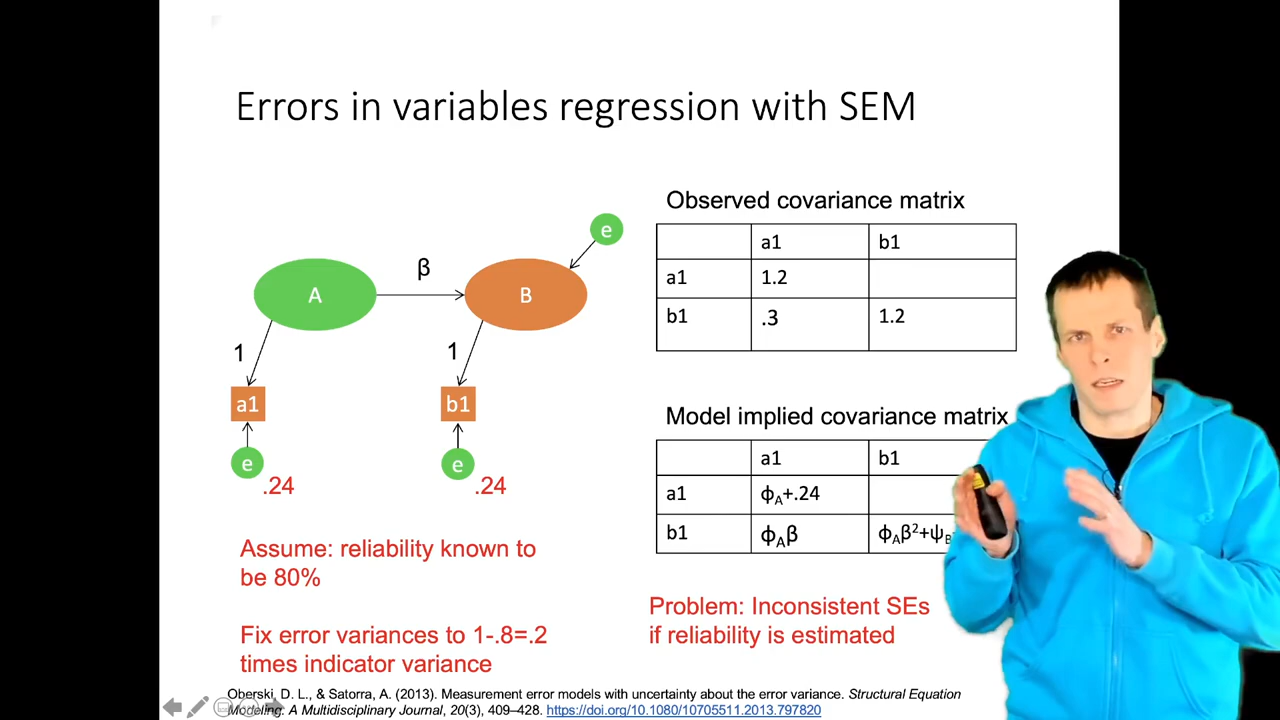 Errors in variables regression with SEM
Observed covariance matrix
a1 b1
a1 1.2
b1 .3 1.2
e
β
A B
1 1
a1 b1
e e
.24 .24
Model implied covariance matrix
a1 b1
a1 ϕA+.24
b1 ϕAβ ϕAβ²+ψB
Assume: reliability known to
be 80%
Fix error variances to 1-.8=.2
times indicator variance
Problem: Inconsistent SEs
if reliability is estimated
Oberski, D. L., & Satorra, A. (2013). Measurement error models with uncertainty about the error variance. Structural Equation
Modeling: A Multidisciplinary Journal, 20(3), 409–428. https://doi.org/10.1080/10705511.2013.797820